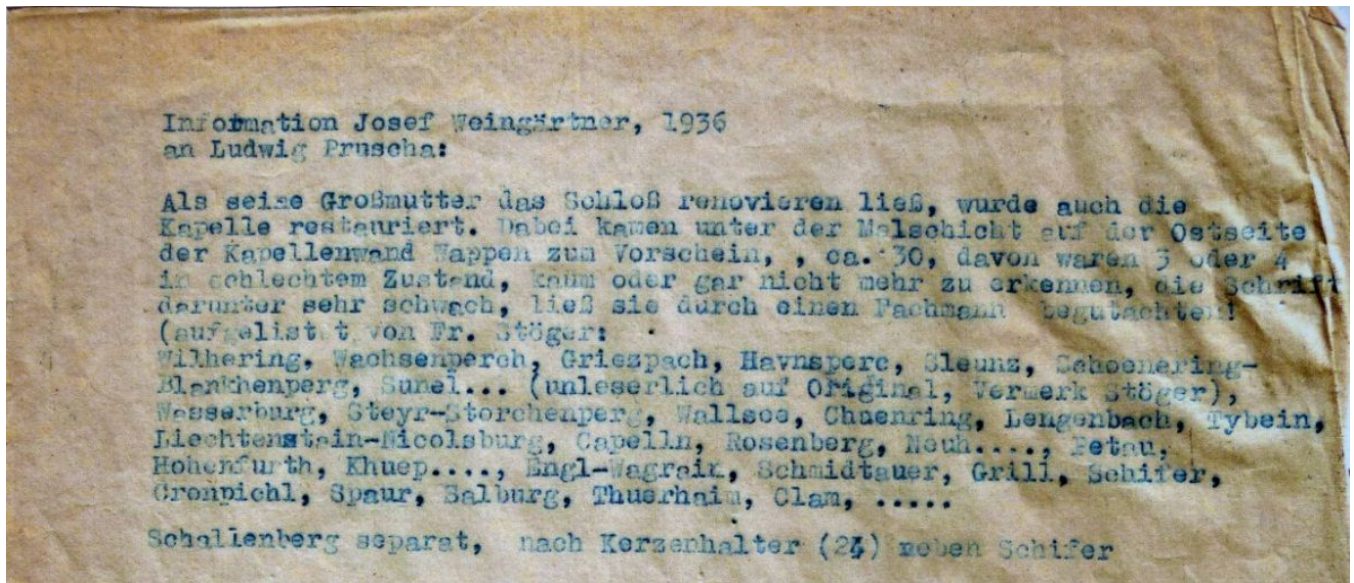 Information Josef Weingärtner, 1936
an Ludwig Pruscha:
Als seine Großmutter das Schloß renovieren ließ, wurde auch die
Kapelle restauriert. Dabei kamen unter der Malschicht auf der Ostseite
der Kapellenwand Wappen zum Vorschein, , ca. 30, davon waren 3 oder 4
in schlechtem Zustand, kaum oder gar nicht mehr zu erkennen, die Schrift
darunter sehr schwach, ließ sie durch einen Fachmann begutachten!
(aufgelistet von Fr. Stöger:
Wilhering, Wachsenperch, Griezpach, Havnsperc, Sleunz, Schoenering-
Blankhenperg, Sunel... (unleserlich auf Original, Vermerk Stöger),
Wasserburg, Steyr-Storchenperg, Wallsee, Chuenring, Lengenbach, Tybein,
Liechtenstain-Nicolsburg, Capelln, Rosenberg, Neuh...., Petau,
Hohenfurth, Khuep...., Engl-Wagrain, Schmidtauer, Grill, Schifer,
Cronpichl, Spaur, Salburg, Thuerhaim, Clam, .....
Schallenberg separat, nach Kerzenhalter (24) neben Schifer